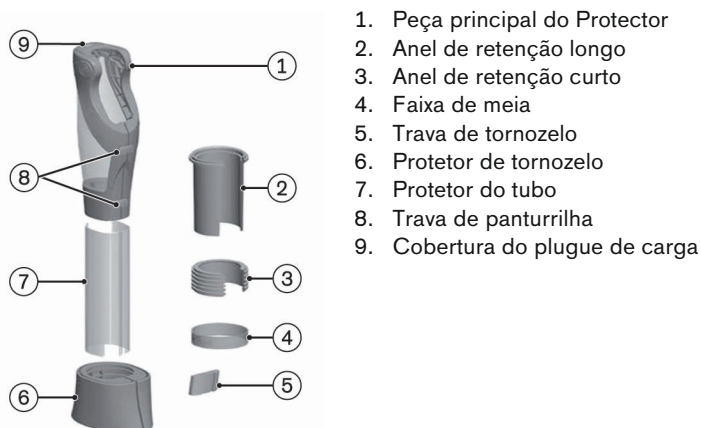 1. Peça principal do Protector
2. Anel de retenção longo
3. Anel de retenção curto
4. Faixa de meia
5. Trava de tornozelo
6. Protetor de tornozelo
7. Protetor do tubo
8. Trava de panturrilha
9. Cobertura do plugue de carga
9
1
8
2
7
3
4
5
6